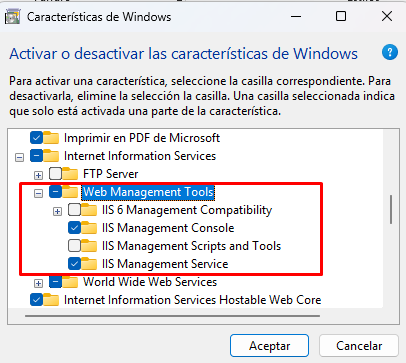 Características de Windows
Activar o desactivar las características de Windows
Para activar una característica, seleccione la casilla correspondiente. Para
desactivarla, elimine la selección la casilla. Una casilla seleccionada indica
que solo está activada una parte de la característica.
Imprimir en PDF de Microsoft
Internet Information Services
FTP Server
Web Management Tools
IIS 6 Management Compatibility
IIS Management Console
IIS Management Scripts and Tools
IIS Management Service
World Wide Web Services
Internet Information Services Hostable Web Core
Aceptar
Cancelar